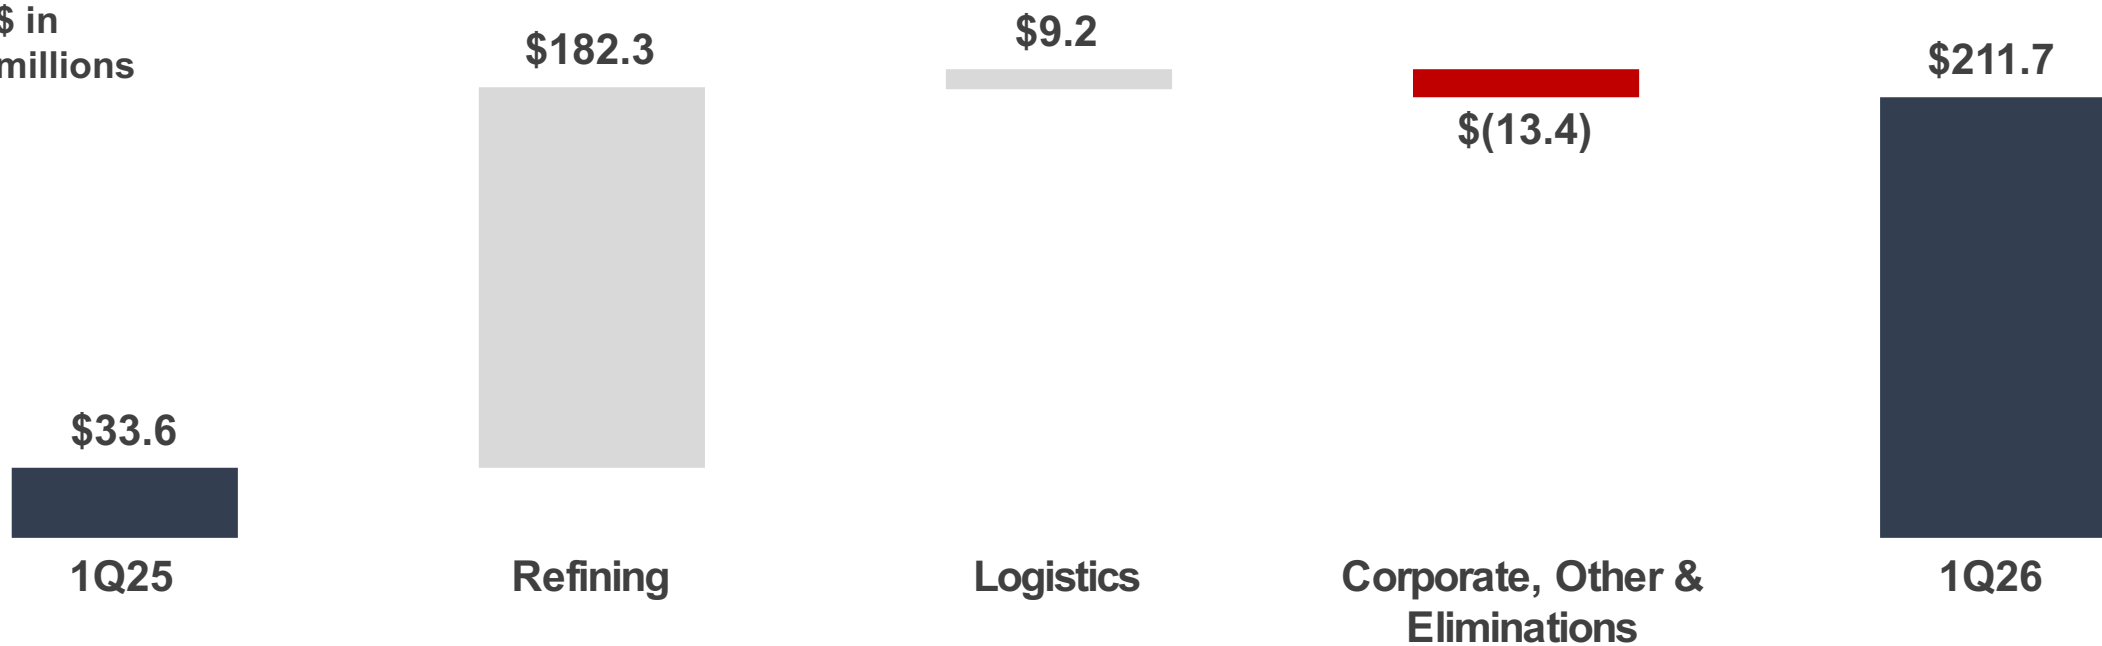 $ in
millions
$182.3
$9.2
$211.7
$(13.4)
$33.6
1Q25
Refining
Logistics
Corporate, Other &
Eliminations
1Q26